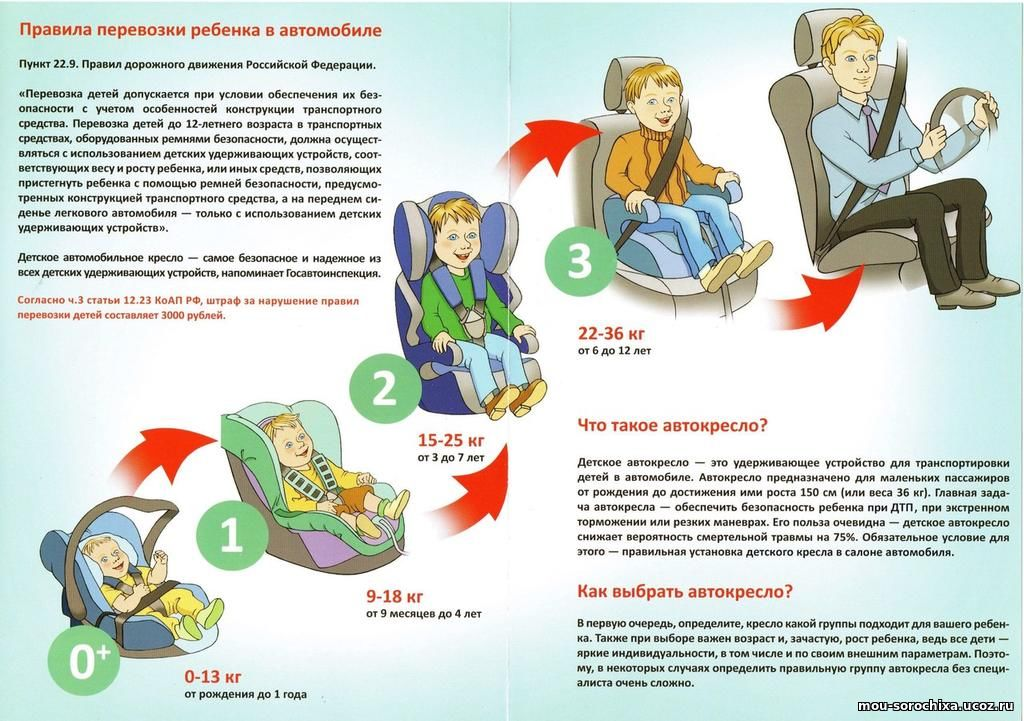 Правила перевозки ребенка в автомобиле
Пункт 22.9. Правил дорожного движения Российской Федерации.
«Перевозка детей допускается при условии обеспечения их без-
опасности с учетом особенностей конструкции транспортного
средства. Перевозка детей до 12-летнего возраста в транспортных
средствах, оборудованных ремнями безопасности, должна осущест-
вляться с использованием детских удерживающих устройств, соот-
ветствующих весу и росту ребенка, или иных средств, позволяющих
пристегнуть ребенка с помощью ремней безопасности, предусмо-
тренных конструкцией транспортного средства, а на переднем си-
денье легкового автомобиля — только с использованием детских
удерживающих устройств».
Детское автомобильное кресло — самое безопасное и надежное из
всех детских удерживающих устройств, напоминает Госавтоинспекция.
Согласно ч.3 статьи 12.23 КоАП РФ, штраф за нарушение правил
перевозки детей составляет 3000 рублей.
0+
0-13 кг
от рождения до 1 года
1
9-18 кг
от 9 месяцев до 4 лет
2
15-25 кг
от 3 до 7 лет
3
22-36 кг
от 6 до 12 лет
Что такое автокресло?
Детское автокресло — это удерживающее устройство для транспортировки
детей в автомобиле. Автокресло предназначено для маленьких пассажиров
от рождения до достижения ими роста 150 см (или веса 36 кг). Главная зада-
ча автокресла — обеспечить безопасность ребенка при ДТП, при экстренном
торможении или резких маневрах. Его польза очевидна — детское автокресло
снижает вероятность смертельной травмы на 75%. Обязательное условие для
этого — правильная установка детского кресла в салоне автомобиля.
Как выбрать автокресло?
В первую очередь, определите, кресло какой группы подходит для вашего ребен-
ка. Также при выборе важен возраст и, зачастую, рост ребенка, ведь все дети —
яркие индивидуальности, в том числе и по своим внешним параметрам. Поэто-
му, в некоторых случаях определить правильную группу автокресла без специ-
алиста очень сложно.
mou-sorochixa.ucoz.ru